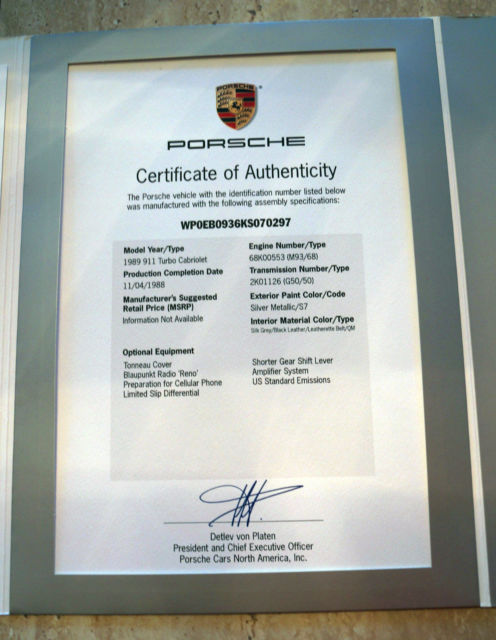 PORSCHE
PORSCHE
Certificate of Authenticity
The Porsche vehicle with the identification number listed below
was manufactured with the following assembly specifications:
WP0EB0936KS070297
Model Year/Type
1989 911 Turbo Cabriolet
Production Completion Date
11/04/1988
Manufacturer's Suggested
Retail Price (MSRP)
Information Not Available
Engine Number/Type
68K00553 (M93/68)
Transmission Number/Type
2K01126 (G50/50)
Exterior Paint Color/Code
Silver Metallic/S7
Interior Material Color/Type
Silk Grey/Black Leather/Leatherette Belt/QM
Optional Equipment
Tonneau Cover
Blaupunkt Radio 'Reno'
Preparation for Cellular Phone
Limited Slip Differential
Shorter Gear Shift Lever
Amplifier System
US Standard Emissions
Detlev von Platen
President and Chief Executive Officer
Porsche Cars North America, Inc.